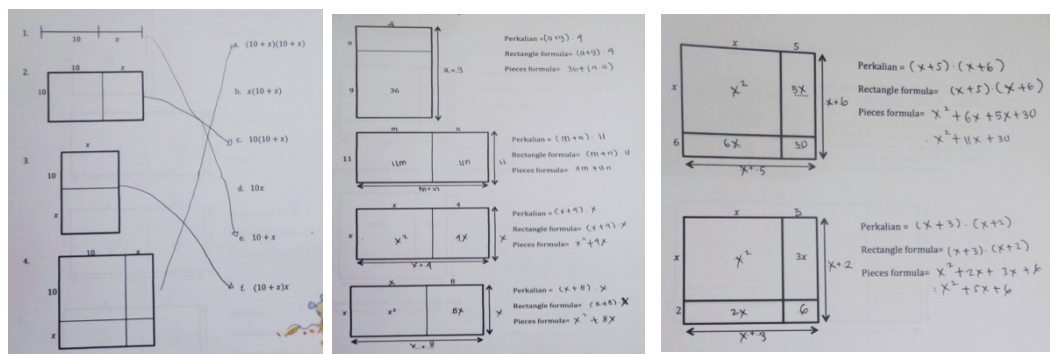 1.
10 x
a. (10 + x)(10 + x)
2.
10 x
10
b. x(10 + x)
c. 10(10 + x)
3.
x
10
x
d. 10x
e. 10 + x
4.
10 x
10
x
f. (10 + x)x
a
9 36
Perkalian =(a+9) . 9
Rectangle formula= (a+9) . 9
Pieces formula= 36+(9.a)
m n
11 11m 11n 11
m+n
Perkalian = (m+n) . 11
Rectangle formula= (m+n) . 11
Pieces formula= 11m +11n
x 4
x x² 4x x
x+4
Perkalian = (x+4) x
Rectangle formula= (x+4) . x
Pieces formula= x²+4x
x 8
x x² 8x x
x+8
Perkalian = (x+8) . x
Rectangle formula= (x+8) . x
Pieces formula= x² + 8x
x 5
x x² 5x x+6
6 6x 30
x+5
Perkalian = (x+5) . (x+6)
Rectangle formula= (x+5) . (x+6)
Pieces formula= x² + 6x + 5x + 30
: x² + 11x + 30
x 3
x x² 3x x+2
2 2x 6
x+3
Perkalian = (x+3) . (x+2)
Rectangle formula= (x+3) . (x+2)
Pieces formula= x² + 2x + 3x + 6
: x² + 5x + 6